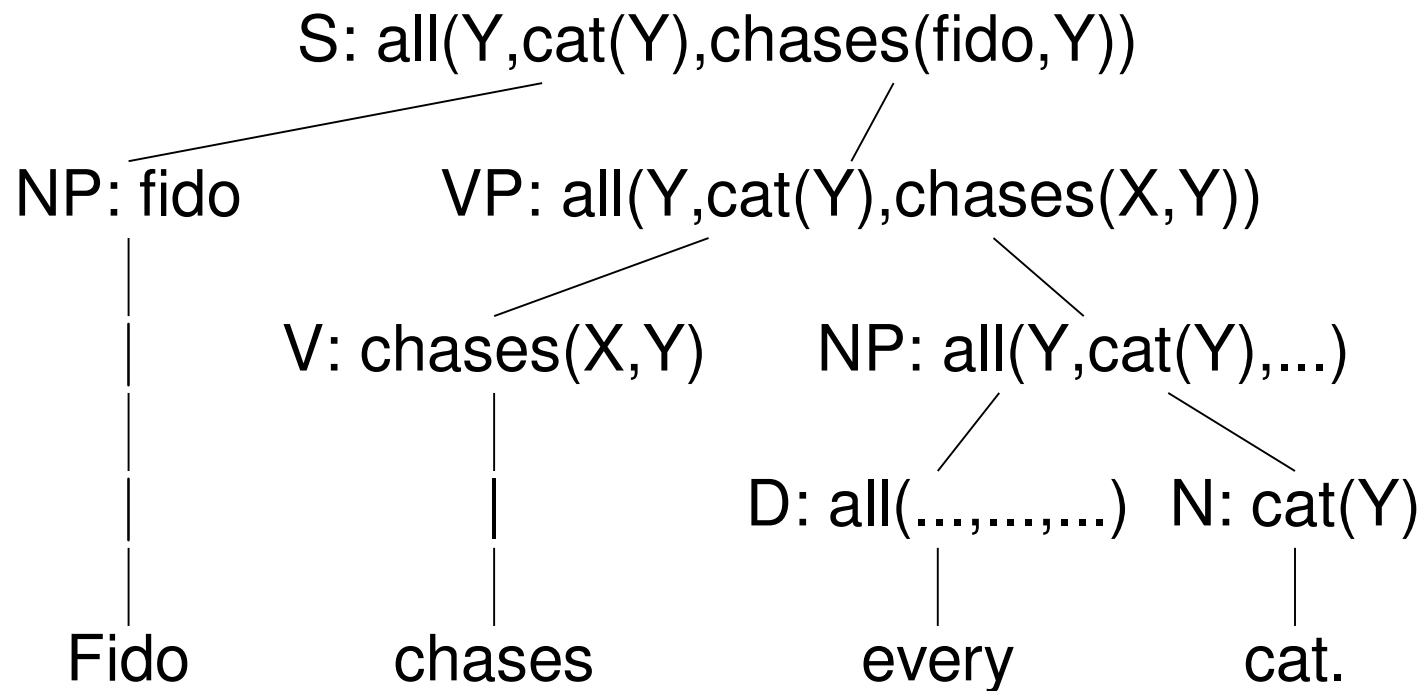 S: all(Y,cat(Y),chases(fido,Y))
NP: fido VP: all(Y,cat(Y),chases(X,Y))
V: chases(X,Y) NP: all(Y,cat(Y),...)
D: all(...,...,...) N: cat(Y)
Fido chases every cat.